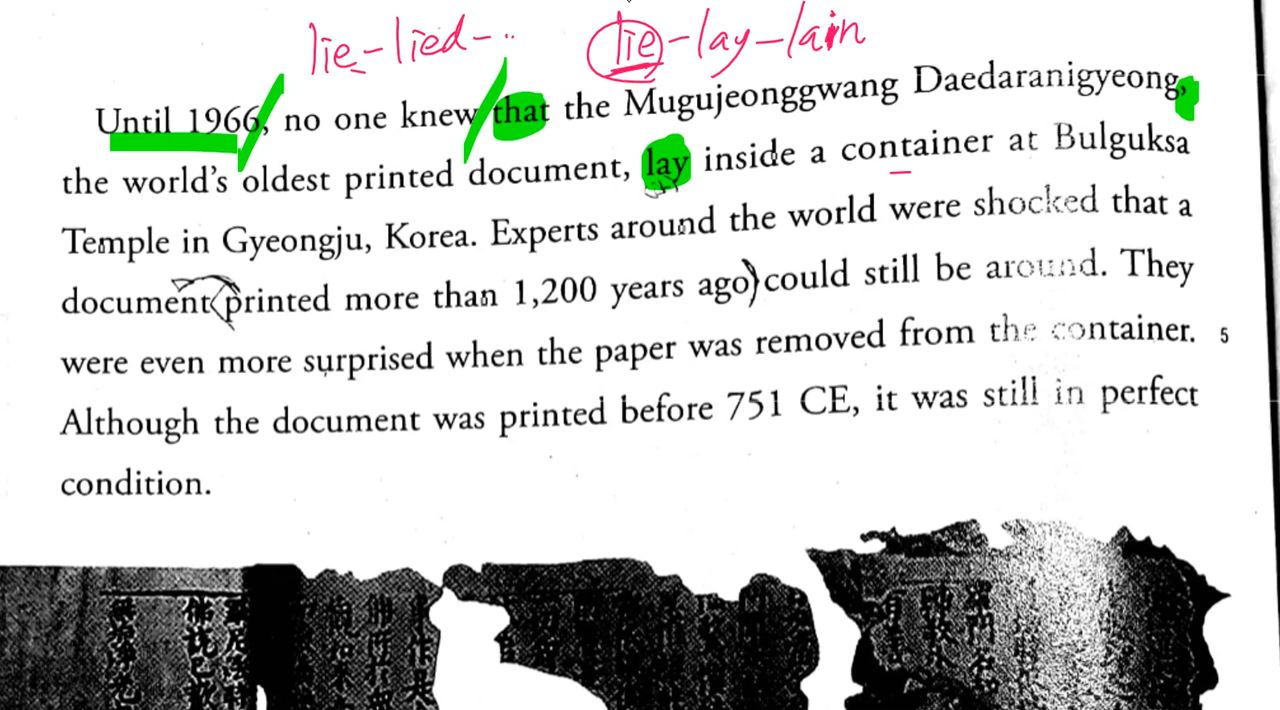 lie-lied-..
lie-lay-lain
Until 1966, no one knew that the Mugujeonggwang Daedaranigyeong,
the world's oldest printed document, lay inside a container at Bulguksa
Temple in Gyeongju, Korea. Experts around the world were shocked that a
document printed more than 1,200 years ago could still be around. They
were even more surprised when the paper was removed from the container.
5
Although the document was printed before 751 CE, it was still in perfect
condition.